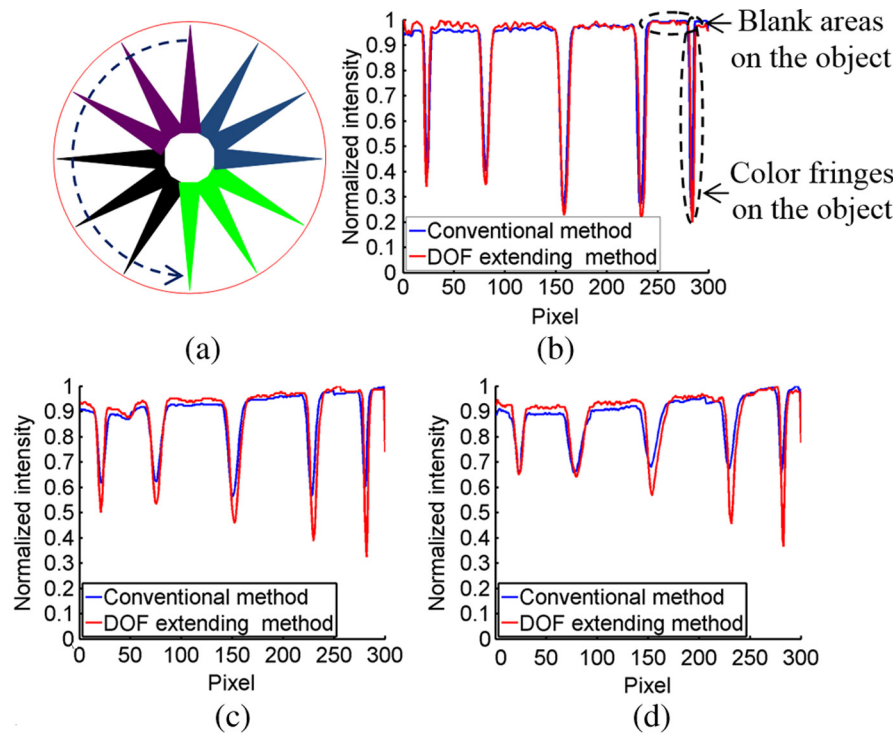 Normalized intensity
1
0.9
0.8
0.7
0.6
0.5
0.4
0.3
0.2
0.1
0
Conventional method
DOF extending method
0 50 100 150 200 250 300
Pixel
Blank areas
on the object
Color fringes
on the object
(a)
(b)
Normalized intensity
1
0.9
0.8
0.7
0.6
0.5
0.4
0.3
0.2
0.1
0
Conventional method
DOF extending method
0 50 100 150 200 250 300
Pixel
(c)
Normalized intensity
1
0.9
0.8
0.7
0.6
0.5
0.4
0.3
0.2
0.1
0
Conventional method
DOF extending method
0 50 100 150 200 250 300
Pixel
(d)